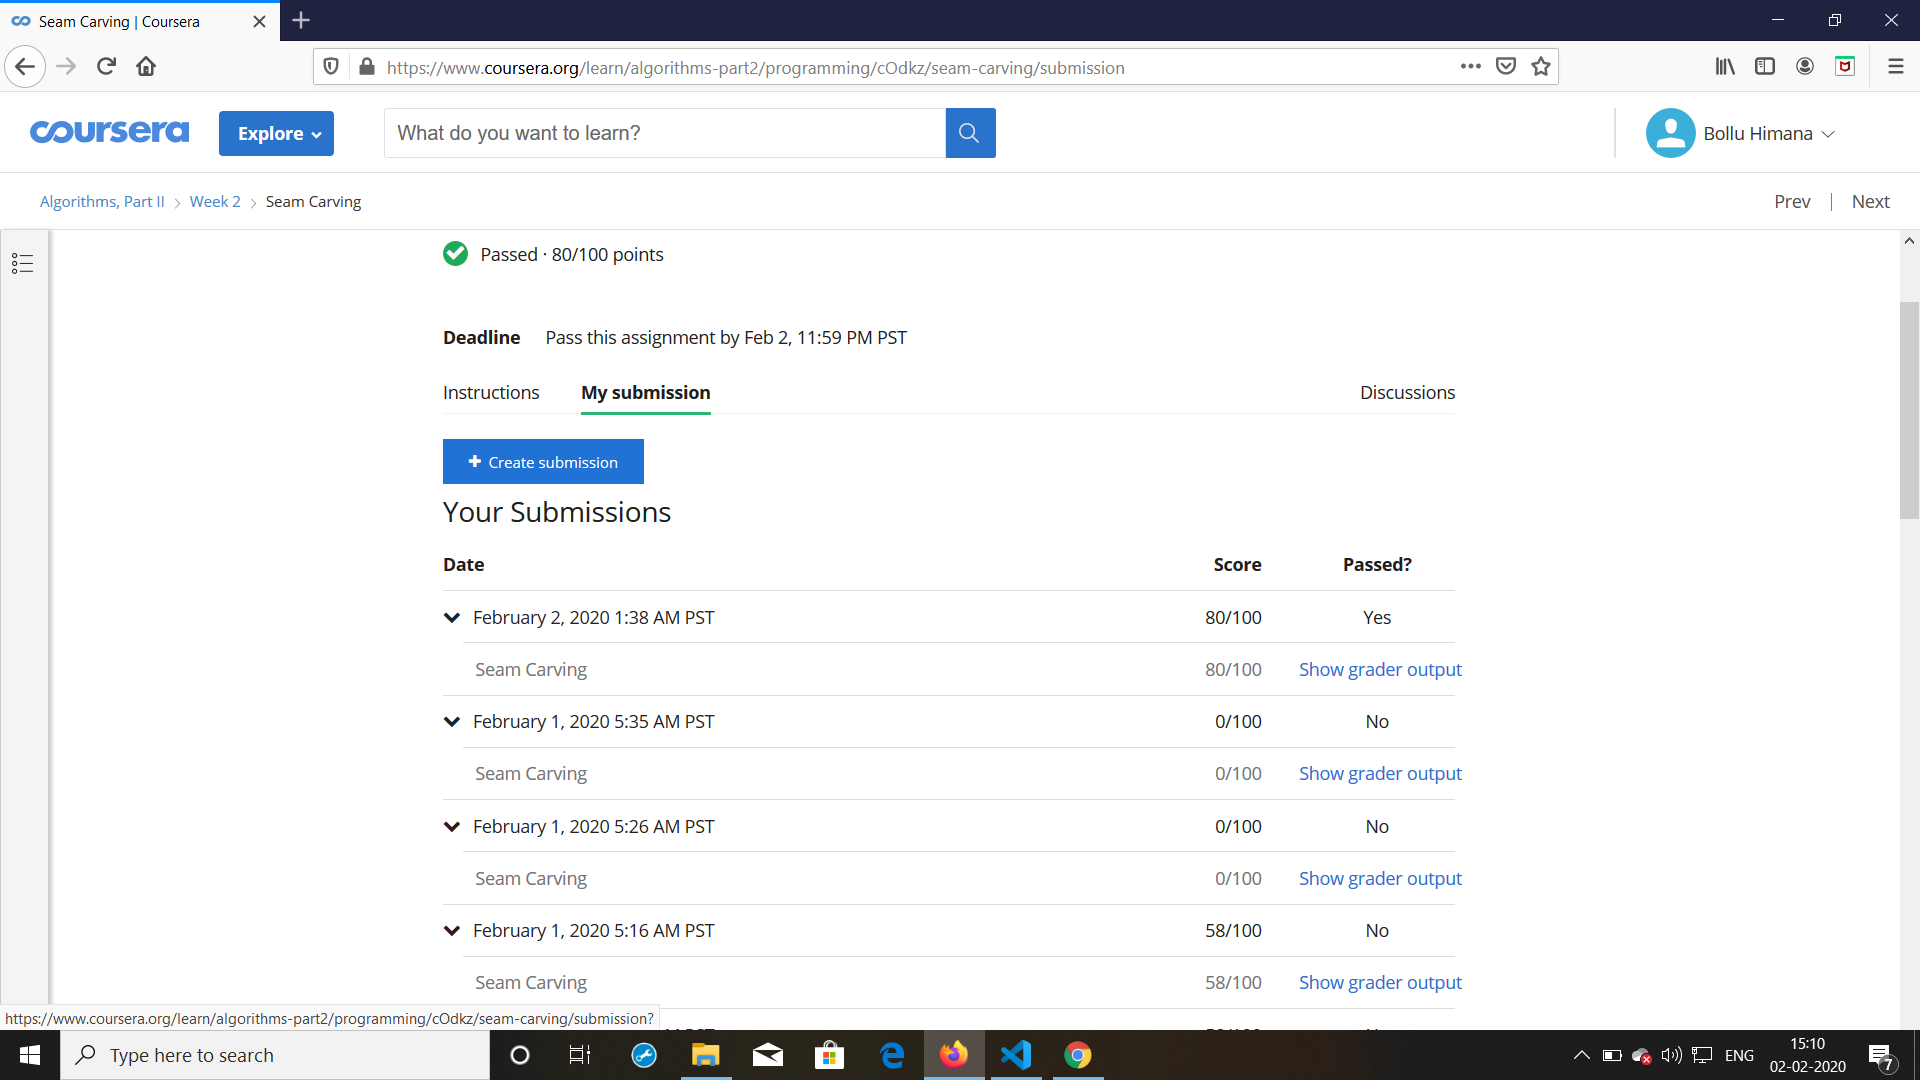 Seam Carving | Coursera
https://www.coursera.org/learn/algorithms-part2/programming/cOdkz/seam-carving/submission
coursera
Explore
What do you want to learn?
Bollu Himana
Algorithms, Part II > Week 2 > Seam Carving
Prev | Next
Passed · 80/100 points
Deadline Pass this assignment by Feb 2, 11:59 PM PST
Instructions My submission Discussions
+ Create submission
Your Submissions
Date Score Passed?
February 2, 2020 1:38 AM PST 80/100 Yes
Seam Carving 80/100 Show grader output
February 1, 2020 5:35 AM PST 0/100 No
Seam Carving 0/100 Show grader output
February 1, 2020 5:26 AM PST 0/100 No
Seam Carving 0/100 Show grader output
February 1, 2020 5:16 AM PST 58/100 No
Seam Carving 58/100 Show grader output
https://www.coursera.org/learn/algorithms-part2/programming/cOdkz/seam-carving/submission?
Type here to search
ENG
15:10
02-02-2020
7